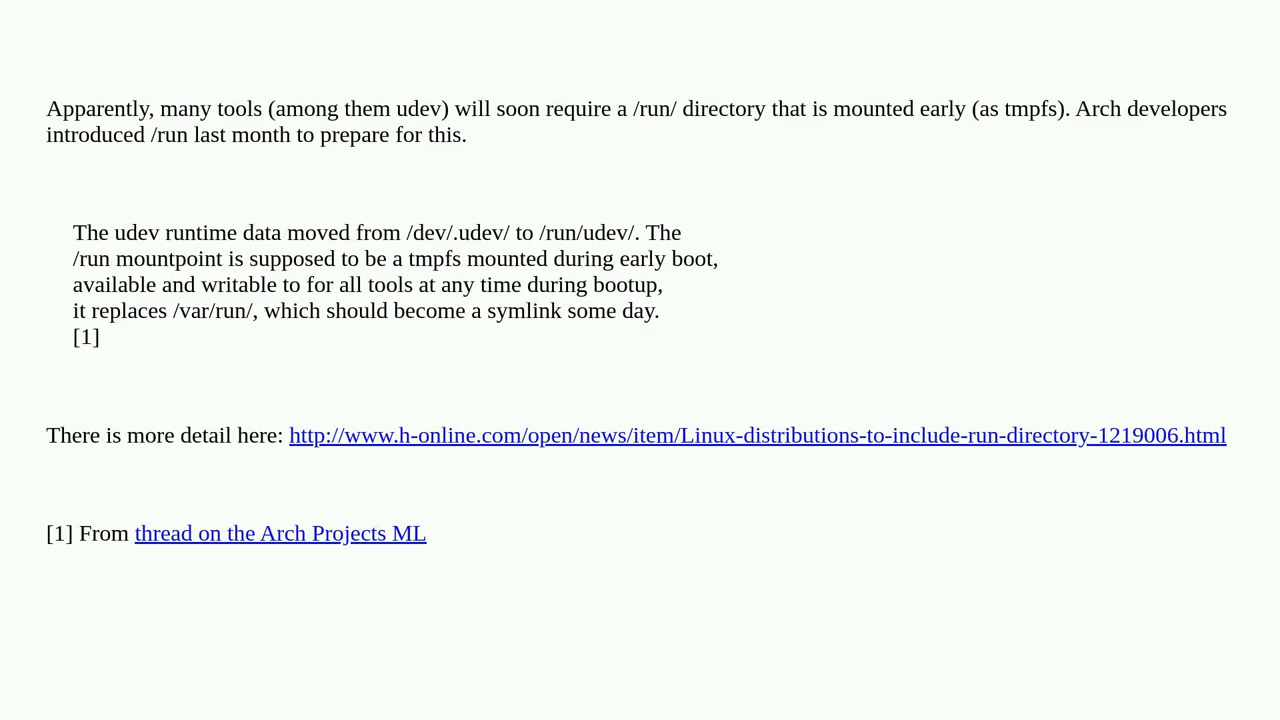 Apparently, many tools (among them udev) will soon require a /run/ directory that is mounted early (as tmpfs). Arch developers
introduced /run last month to prepare for this.
The udev runtime data moved from /dev/.udev/ to /run/udev/. The
/run mountpoint is supposed to be a tmpfs mounted during early boot,
available and writable to for all tools at any time during bootup,
it replaces /var/run/, which should become a symlink some day.
[1]
There is more detail here: http://www.h-online.com/open/news/item/Linux-distributions-to-include-run-directory-1219006.html
[1] From thread on the Arch Projects ML